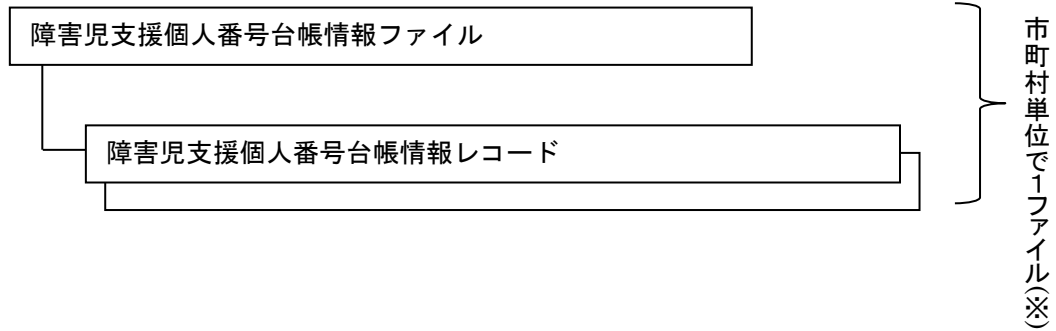 障害児支援個人番号台帳情報ファイル
障害児支援個人番号台帳情報レコード
市町村単位で1ファイル(※)